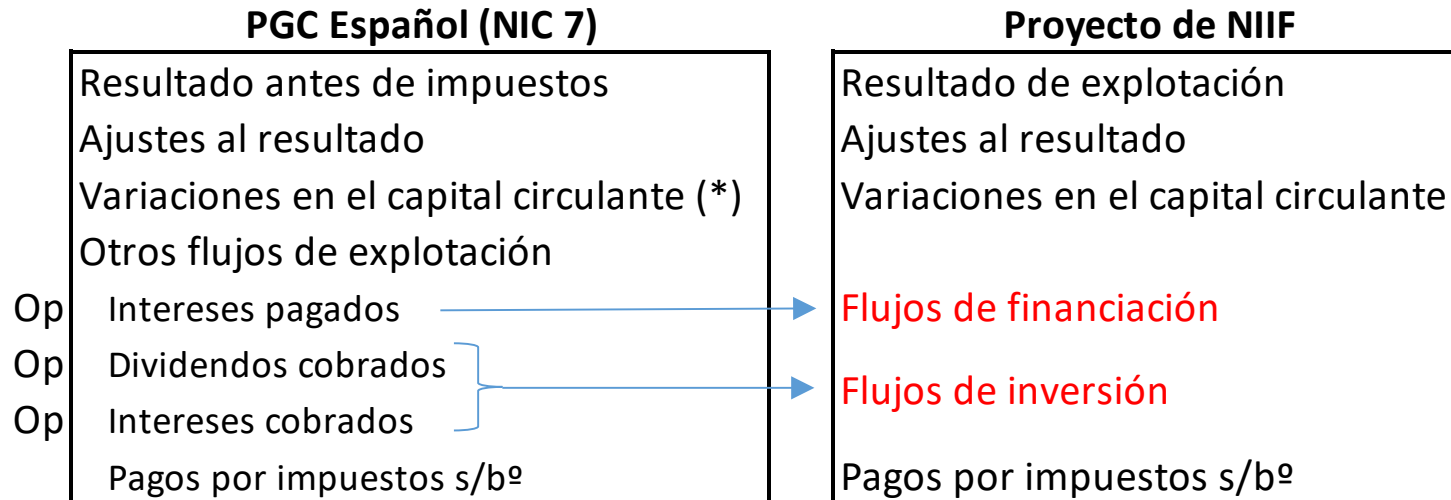 PGC Español (NIC 7)
Resultado antes de impuestos
Ajustes al resultado
Variaciones en el capital circulante (*)
Otros flujos de explotación
Op Intereses pagados
Op Dividendos cobrados
Op Intereses cobrados
Pagos por impuestos s/bº
Proyecto de NIIF
Resultado de explotación
Ajustes al resultado
Variaciones en el capital circulante
Flujos de financiación
Flujos de inversión
Pagos por impuestos s/bº